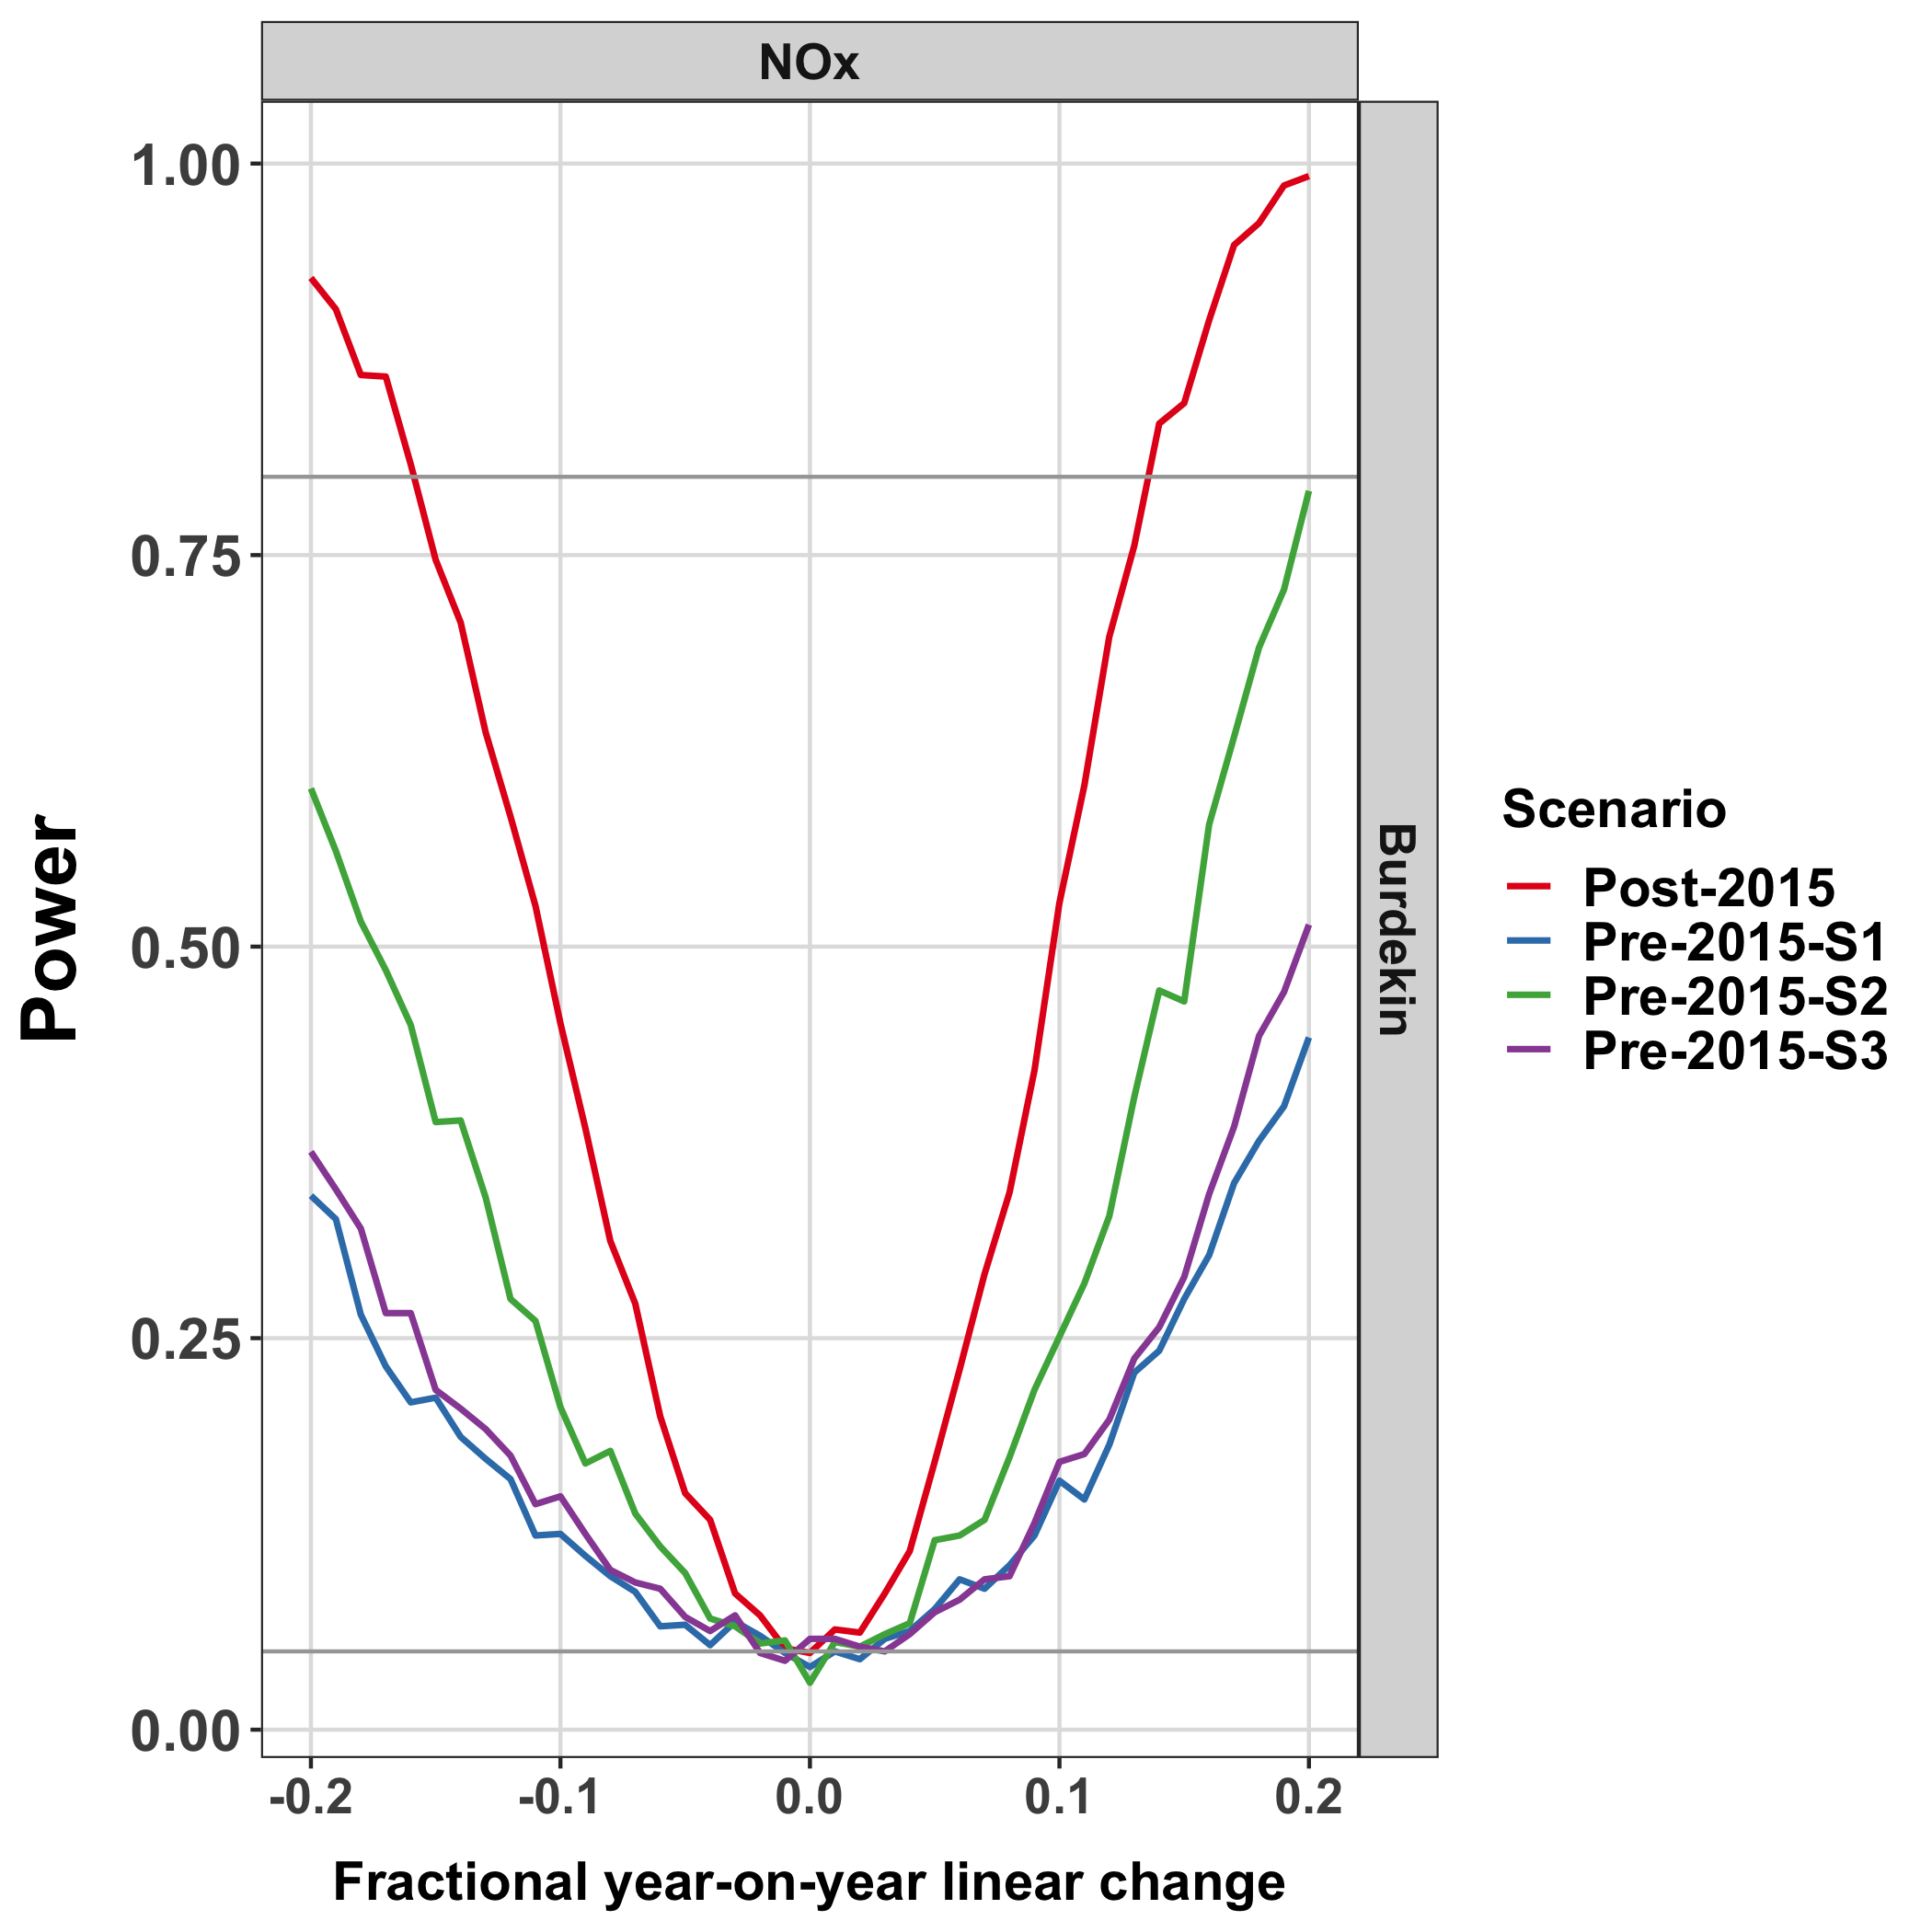 NOx
1.00
0.75
0.50
0.25
0.00
Power
-0.2
-0.1
0.0
0.1
0.2
Fractional year-on-year linear change
Burdekin
Scenario
Post-2015
Pre-2015-S1
Pre-2015-S2
Pre-2015-S3